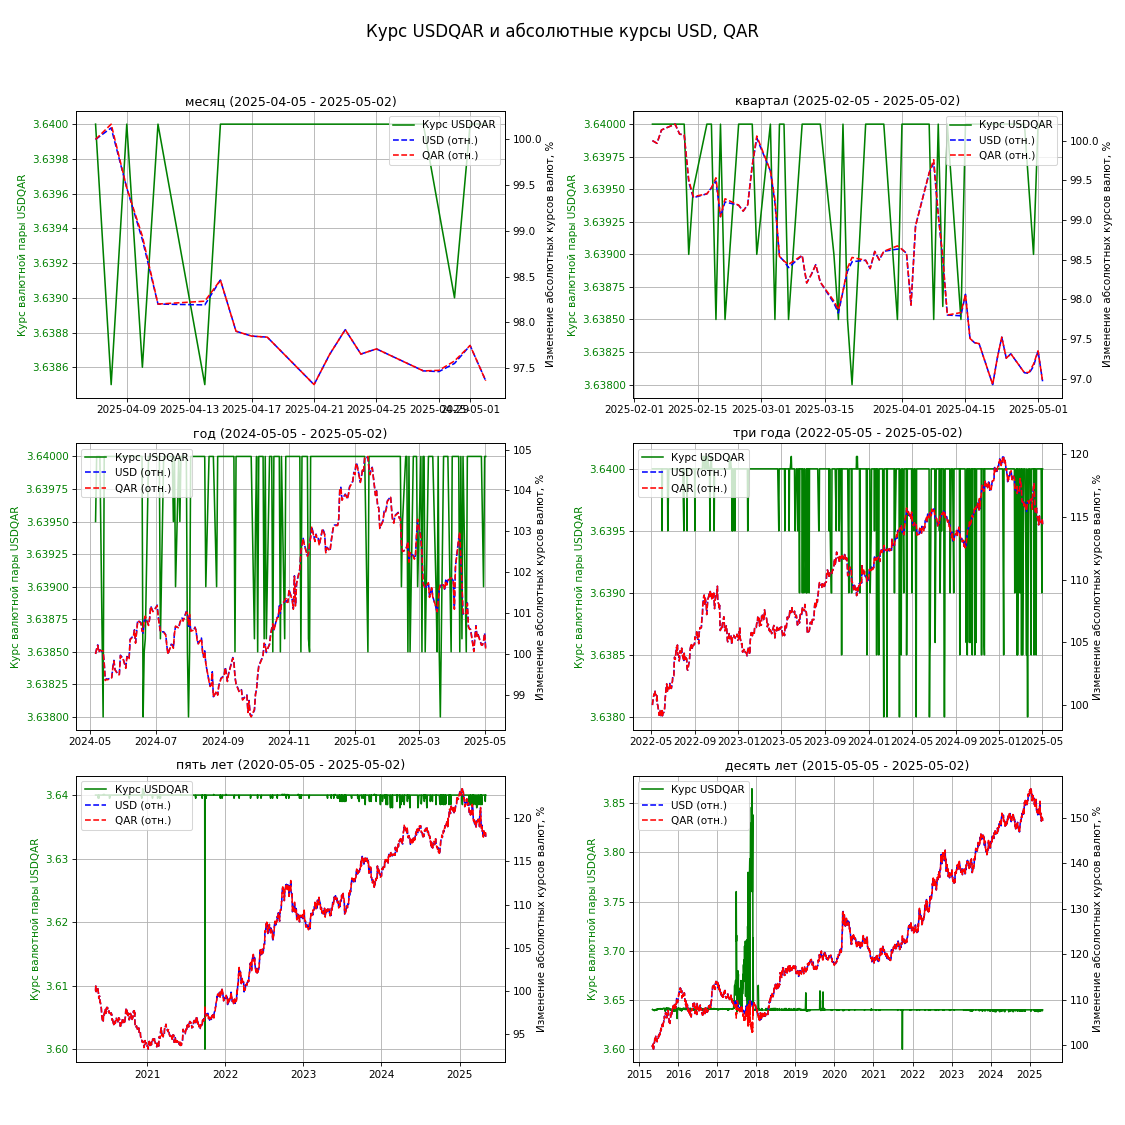 Курс USDQAR и абсолютные курсы USD, QAR
месяц (2025-04-05 - 2025-05-02)
Курс валютной пары USDQAR
3.6400
3.6398
3.6396
3.6394
3.6392
3.6390
3.6388
3.6386
Курс USDQAR
USD (отн.)
QAR (отн.)
100.0
99.5
99.0
98.5
98.0
97.5
Изменение абсолютных курсов валют, %
2025-04-09 2025-04-13 2025-04-17 2025-04-21 2025-04-25 2025-04-29 2025-05-01
квартал (2025-02-05 - 2025-05-02)
Курс валютной пары USDQAR
3.64000
3.63975
3.63950
3.63925
3.63900
3.63875
3.63850
3.63825
3.63800
Курс USDQAR
USD (отн.)
QAR (отн.)
100.0
99.5
99.0
98.5
98.0
97.5
97.0
Изменение абсолютных курсов валют, %
2025-02-01 2025-02-15 2025-03-01 2025-03-15 2025-04-01 2025-04-15 2025-05-01
год (2024-05-05 - 2025-05-02)
Курс валютной пары USDQAR
3.64000
3.63975
3.63950
3.63925
3.63900
3.63875
3.63850
3.63825
3.63800
Курс USDQAR
USD (отн.)
QAR (отн.)
105
104
103
102
101
100
99
Изменение абсолютных курсов валют, %
2024-05 2024-07 2024-09 2024-11 2025-01 2025-03 2025-05
три года (2022-05-05 - 2025-05-02)
Курс валютной пары USDQAR
3.6400
3.6395
3.6390
3.6385
3.6380
Курс USDQAR
USD (отн.)
QAR (отн.)
120
115
110
105
100
Изменение абсолютных курсов валют, %
2022-05 2022-09 2023-01 2023-05 2023-09 2024-01 2024-05 2024-09 2025-01 2025-05
пять лет (2020-05-05 - 2025-05-02)
Курс валютной пары USDQAR
3.64
3.63
3.62
3.61
3.60
Курс USDQAR
USD (отн.)
QAR (отн.)
120
115
110
105
100
95
Изменение абсолютных курсов валют, %
2021 2022 2023 2024 2025
десять лет (2015-05-05 - 2025-05-02)
Курс валютной пары USDQAR
3.85
3.80
3.75
3.70
3.65
3.60
Курс USDQAR
USD (отн.)
QAR (отн.)
150
140
130
120
110
100
Изменение абсолютных курсов валют, %
2015 2016 2017 2018 2019 2020 2021 2022 2023 2024 2025